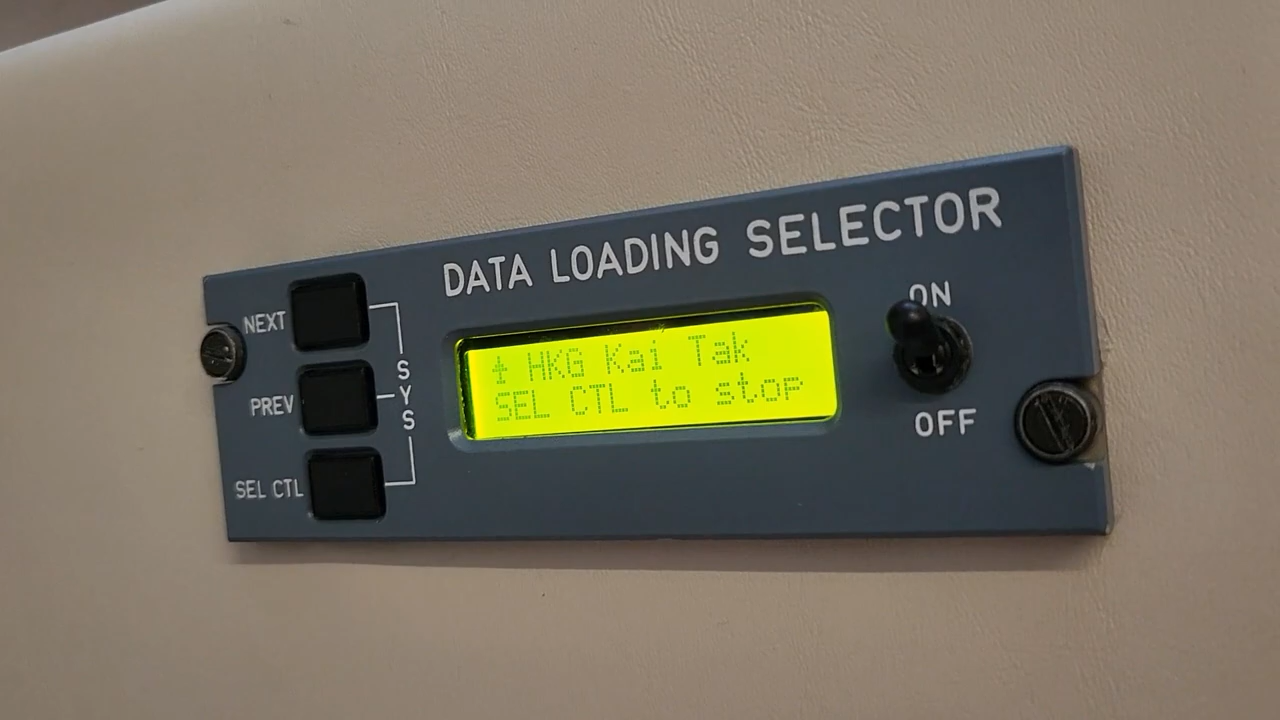 DATA LOADING SELECTOR
NEXT
PREV
SEL CTL
SYS
HKG Kai Tak
SEL CTL to stop
ON
OFF